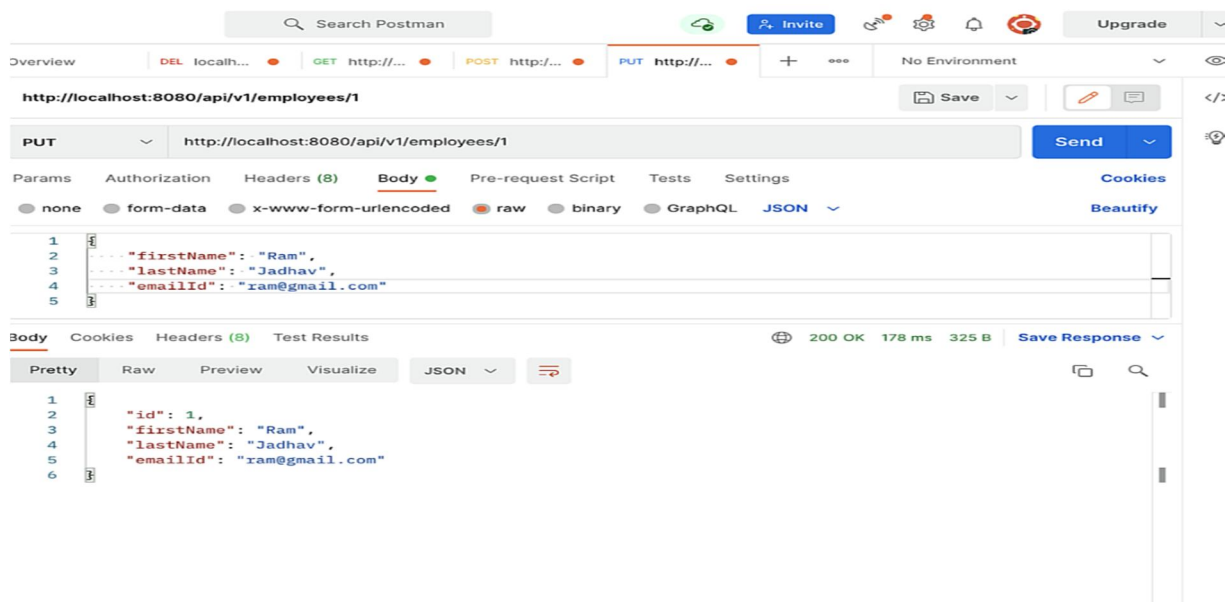 Search Postman
Invite
Upgrade
Overview
DEL localh...
GET http://...
POST http:/...
PUT http://...
No Environment
http://localhost:8080/api/v1/employees/1
Save
PUT
http://localhost:8080/api/v1/employees/1
Send
Params Authorization Headers (8) Body Pre-request Script Tests Settings Cookies
none form-data x-www-form-urlencoded raw binary GraphQL JSON Beautify
1 {
2 "firstName": "Ram",
3 "lastName": "Jadhav",
4 "emailId": "ram@gmail.com"
5 }
Body Cookies Headers (8) Test Results 200 OK 178 ms 325 B Save Response
Pretty Raw Preview Visualize JSON
1 {
2 "id": 1,
3 "firstName": "Ram",
4 "lastName": "Jadhav",
5 "emailId": "ram@gmail.com"
6 }